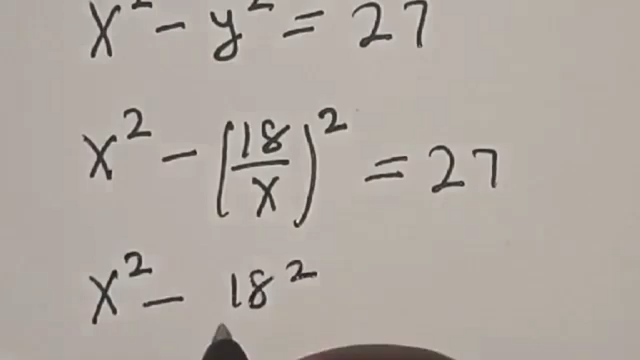 x² - y² = 27
x² - (18/x)² = 27
x² - 18²